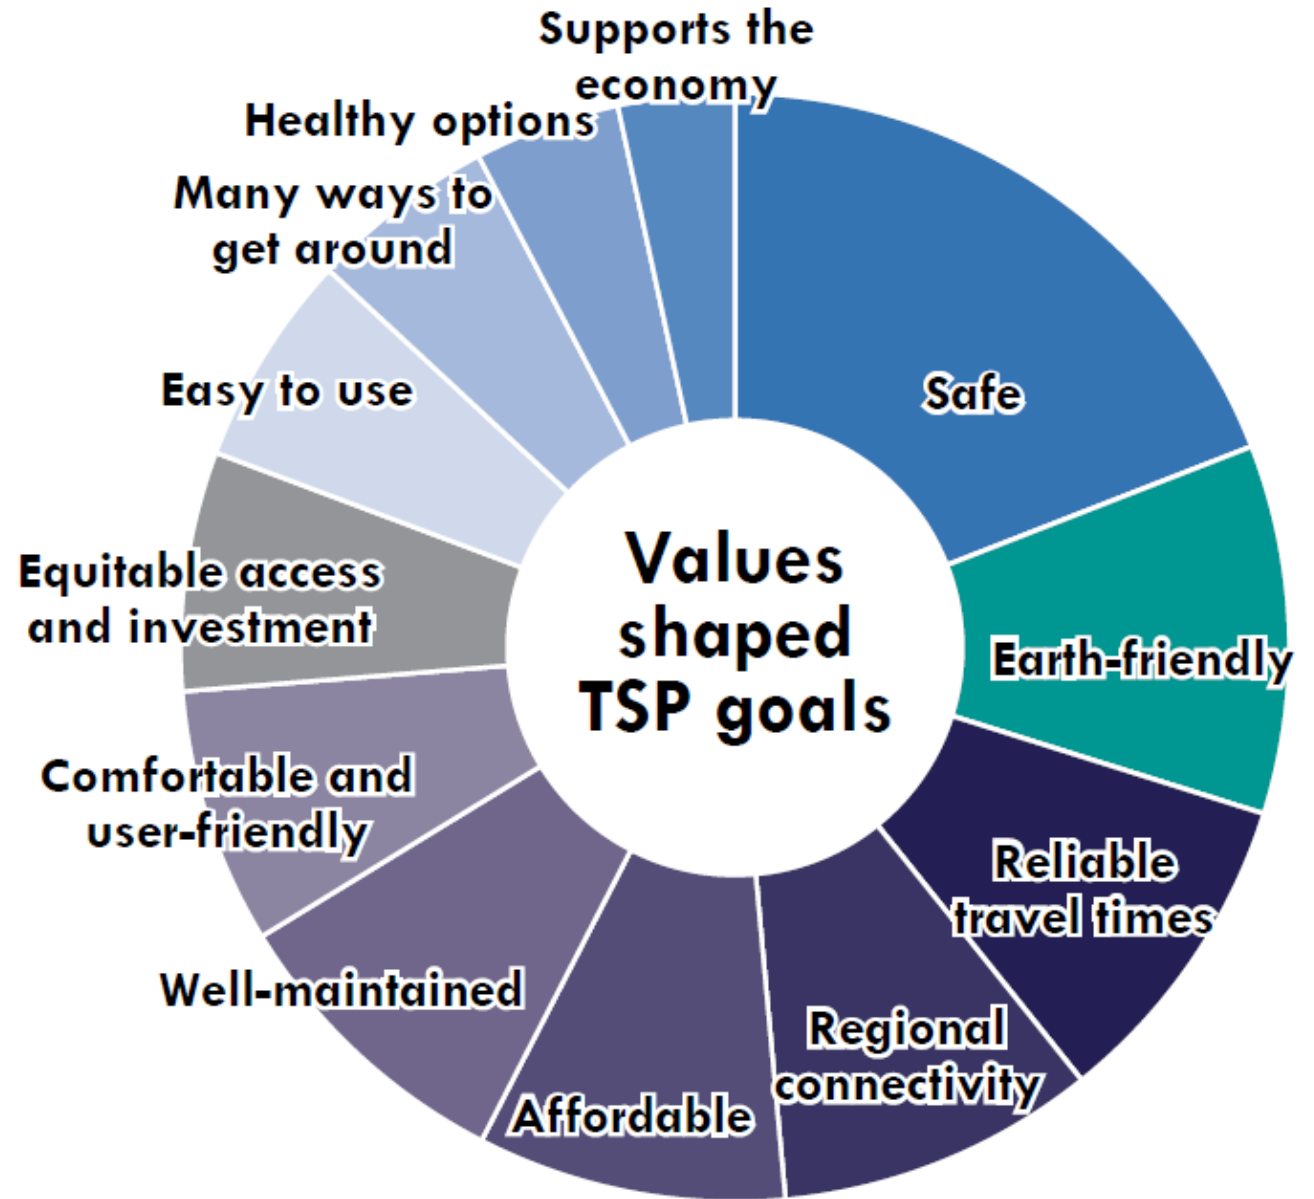 Supports the
economy
Healthy options
Many ways to
get around
Safe
Easy to use
Values
shaped
TSP goals
Equitable access
and investment
Earth-friendly
Comfortable and
user-friendly
Reliable
travel times
Well-maintained
Regional
connectivity
Affordable